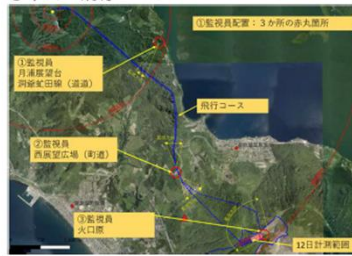 ①監視員配置：３か所の赤丸箇所
①監視員
月浦展望台
洞爺虻田線（道道）
飛行コース
②監視員
西展望広場（町道）
③監視員
火口原
12日計測範囲